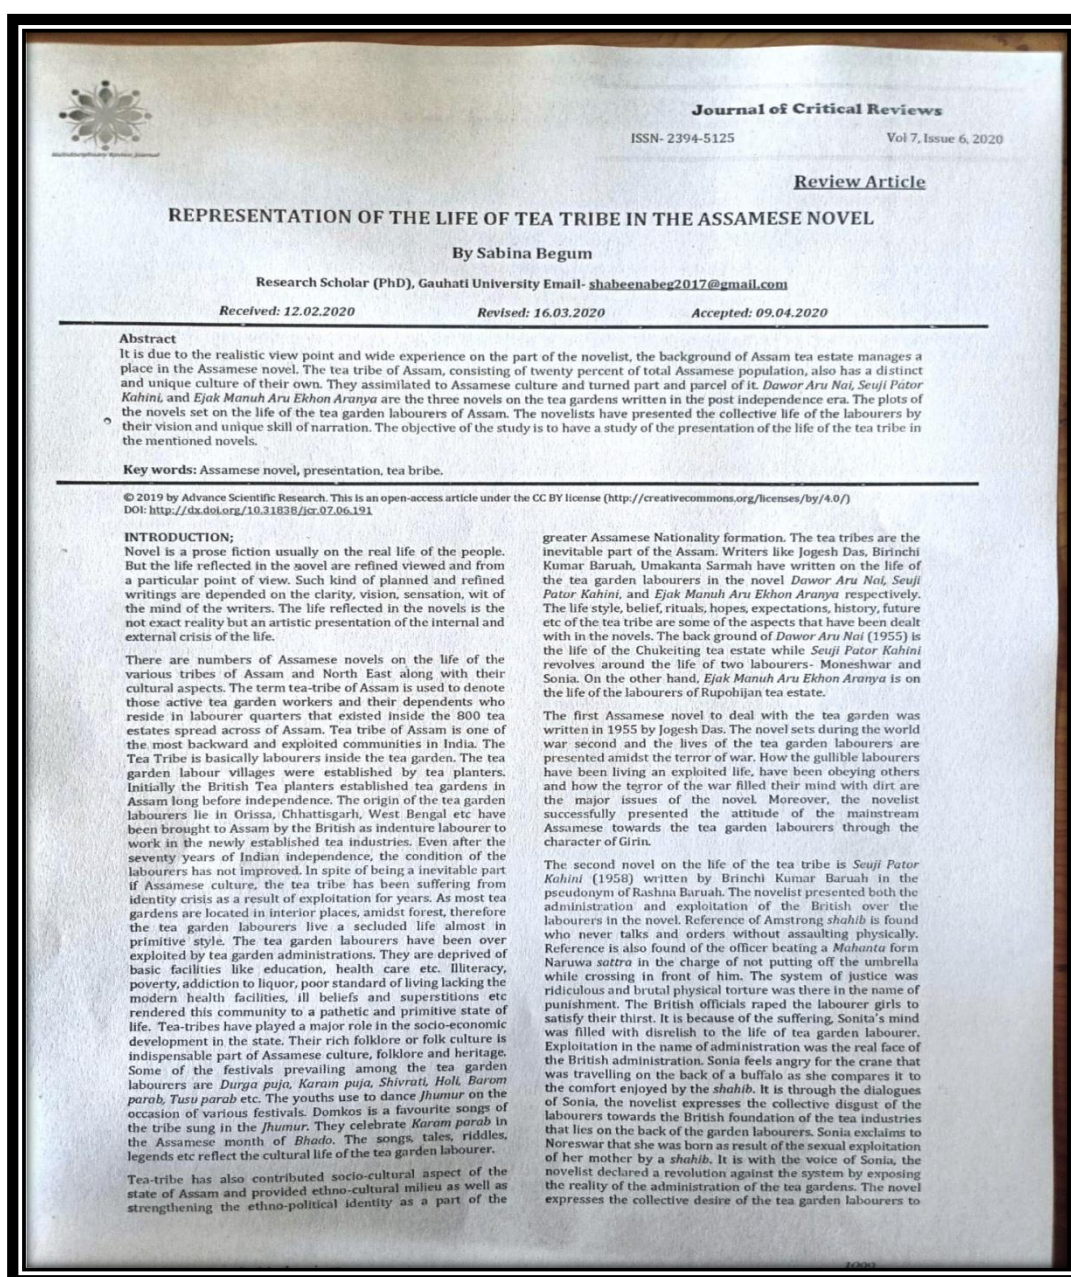 Multidisciplinary Review Journal
Journal of Critical Reviews
ISSN- 2394-5125 Vol 7, Issue 6, 2020
Review Article
REPRESENTATION OF THE LIFE OF TEA TRIBE IN THE ASSAMESE NOVEL
By Sabina Begum
Research Scholar (PhD), Gauhati University Email- shabeenabeg2017@gmail.com
Received: 12.02.2020 Revised: 16.03.2020 Accepted: 09.04.2020
Abstract
It is due to the realistic view point and wide experience on the part of the novelist, the background of Assam tea estate manages a
place in the Assamese novel. The tea tribe of Assam, consisting of twenty percent of total Assamese population, also has a distinct
and unique culture of their own. They assimilated to Assamese culture and turned part and parcel of it. Dawor Aru Nai, Seuji Pator
Kahini, and Ejak Manuh Aru Ekhon Aranya are the three novels on the tea gardens written in the post independence era. The plots of
the novels set on the life of the tea garden labourers of Assam. The novelists have presented the collective life of the labourers by
their vision and unique skill of narration. The objective of the study is to have a study of the presentation of the life of the tea tribe in
the mentioned novels.
Key words: Assamese novel, presentation, tea bribe.
© 2019 by Advance Scientific Research. This is an open-access article under the CC BY license (http://creativecommons.org/licenses/by/4.0/)
DOI: http://dx.doi.org/10.31838/jcr.07.06.191
INTRODUCTION;
Novel is a prose fiction usually on the real life of the people.
But the life reflected in the novel are refined viewed and from
a particular point of view. Such kind of planned and refined
writings are depended on the clarity, vision, sensation, wit of
the mind of the writers. The life reflected in the novels is the
not exact reality but an artistic presentation of the internal and
external crisis of the life.
There are numbers of Assamese novels on the life of the
various tribes of Assam and North East along with their
cultural aspects. The term tea-tribe of Assam is used to denote
those active tea garden workers and their dependents who
reside in labourer quarters that existed inside the 800 tea
estates spread across of Assam. Tea tribe of Assam is one of
the most backward and exploited communities in India. The
Tea Tribe is basically labourers inside the tea garden. The tea
garden labour villages were established by tea planters.
Initially the British Tea planters established tea gardens in
Assam long before independence. The origin of the tea garden
labourers lie in Orissa, Chhattisgarh, West Bengal etc have
been brought to Assam by the British as indenture labourer to
work in the newly established tea industries. Even after the
seventy years of Indian independence, the condition of the
labourers has not improved. In spite of being a inevitable part
if Assamese culture, the tea tribe has been suffering from
identity crisis as a result of exploitation for years. As most tea
gardens are located in interior places, amidst forest, therefore
the tea garden labourers live a secluded life almost in
primitive style. The tea garden labourers have been over
exploited by tea garden administrations. They are deprived of
basic facilities like education, health care etc. Illiteracy,
poverty, addiction to liquor, poor standard of living lacking the
modern health facilities, ill beliefs and superstitions etc
rendered this community to a pathetic and primitive state of
life. Tea-tribes have played a major role in the socio-economic
development in the state. Their rich folklore or folk culture is
indispensable part of Assamese culture, folklore and heritage.
Some of the festivals prevailing among the tea garden
labourers are Durga puja, Karam puja, Shivrati, Holi, Barom
parab, Tusu parab etc. The youths use to dance Jhumur on the
occasion of various festivals. Domkos is a favourite songs of
the tribe sung in the Jhumur. They celebrate Karam parab in
the Assamese month of Bhado. The songs, tales, riddles,
legends etc reflect the cultural life of the tea garden labourer.
Tea-tribe has also contributed socio-cultural aspect of the
state of Assam and provided ethno-cultural milieu as well as
strengthening the ethno-political identity as a part of the
greater Assamese Nationality formation. The tea tribes are the
inevitable part of the Assam. Writers like Jogesh Das, Birinchi
Kumar Baruah, Umakanta Sarmah have written on the life of
the tea garden labourers in the novel Dawor Aru Nai, Seuji
Pator Kahini, and Ejak Manuh Aru Ekhon Aranya respectively.
The life style, belief, rituals, hopes, expectations, history, future
etc of the tea tribe are some of the aspects that have been dealt
with in the novels. The back ground of Dawor Aru Nai (1955) is
the life of the Chukeiting tea estate while Seuji Pator Kahini
revolves around the life of two labourers- Moneshwar and
Sonia. On the other hand, Ejak Manuh Aru Ekhon Aranya is on
the life of the labourers of Rupohijan tea estate.
The first Assamese novel to deal with the tea garden was
written in 1955 by Jogesh Das. The novel sets during the world
war second and the lives of the tea garden labourers are
presented amidst the terror of war. How the gullible labourers
have been living an exploited life, have been obeying others
and how the terror of the war filled their mind with dirt are
the major issues of the novel. Moreover, the novelist
successfully presented the attitude of the mainstream
Assamese towards the tea garden labourers through the
character of Girin.
The second novel on the life of the tea tribe is Seuji Pator
Kahini (1958) written by Brinchi Kumar Baruah in the
pseudonym of Rashna Baruah. The novelist presented both the
administration and exploitation of the British over the
labourers in the novel. Reference of Amstrong shahib is found
who never talks and orders without assaulting physically.
Reference is also found of the officer beating a Mahanta form
Naruwa sattra in the charge of not putting off the umbrella
while crossing in front of him. The system of justice was
ridiculous and brutal physical torture was there in the name of
punishment. The British officials raped the labourer girls to
satisfy their thirst. It is because of the suffering, Sonita's mind
was filled with disrelish to the life of tea garden labourer.
Exploitation in the name of administration was the real face of
the British administration. Sonia feels angry for the crane that
was travelling on the back of a buffalo as she compares it to
the comfort enjoyed by the shahib. It is through the dialogues
of Sonia, the novelist expresses the collective disgust of the
labourers towards the British foundation of the tea industries
that lies on the back of the garden labourers. Sonia exclaims to
Noreswar that she was born as result of the sexual exploitation
of her mother by a shahib. It is with the voice of Sonia, the
novelist declared a revolution against the system by exposing
the reality of the administration of the tea gardens. The novel
expresses the collective desire of the tea garden labourers to